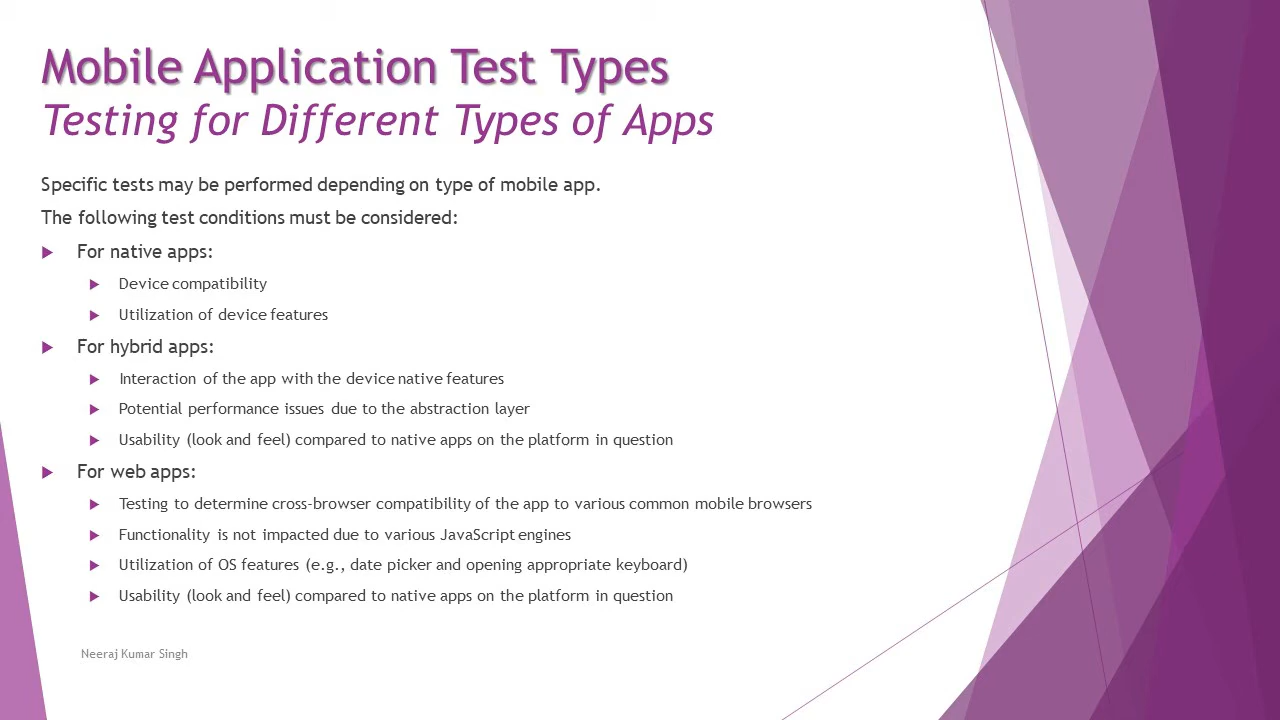 Mobile Application Test Types
Testing for Different Types of Apps
Specific tests may be performed depending on type of mobile app.
The following test conditions must be considered:
For native apps:
Device compatibility
Utilization of device features
For hybrid apps:
Interaction of the app with the device native features
Potential performance issues due to the abstraction layer
Usability (look and feel) compared to native apps on the platform in question
For web apps:
Testing to determine cross-browser compatibility of the app to various common mobile browsers
Functionality is not impacted due to various JavaScript engines
Utilization of OS features (e.g., date picker and opening appropriate keyboard)
Usability (look and feel) compared to native apps on the platform in question
Neeraj Kumar Singh